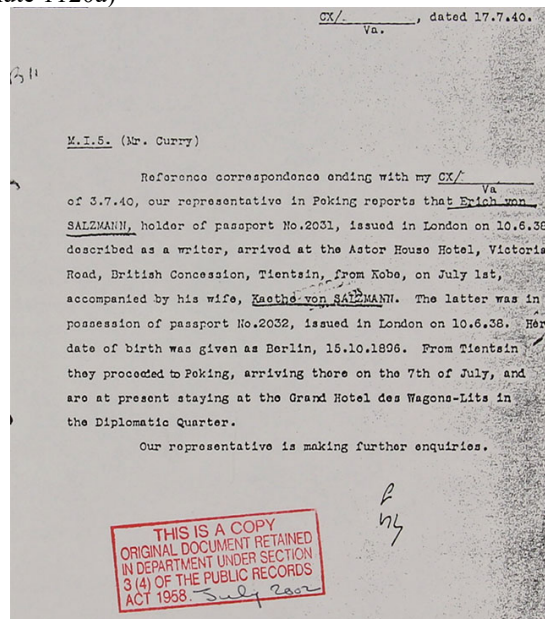 CX/ , dated 17.7.40.
Va.
M.I.5. (Mr. Curry)
Reference correspondence ending with my CX/
Va
of 3.7.40, our representative in Peking reports that Erich von
SALZMANN, holder of passport No.2031, issued in London on 10.6.38
described as a writer, arrived at the Astor House Hotel, Victoria
Road, British Concession, Tientsin, from Kobe, on July 1st,
accompanied by his wife, Kaethe von SALZMANN. The latter was in
possession of passport No.2032, issued in London on 10.6.38. Her
date of birth was given as Berlin, 15.10.1896. From Tientsin
they proceeded to Peking, arriving there on the 7th of July, and
are at present staying at the Grand Hotel des Wagons-Lits in
the Diplomatic Quarter.
Our representative is making further enquiries.
THIS IS A COPY
ORIGINAL DOCUMENT RETAINED
IN DEPARTMENT UNDER SECTION
3 (4) OF THE PUBLIC RECORDS
ACT 1958. July 2002